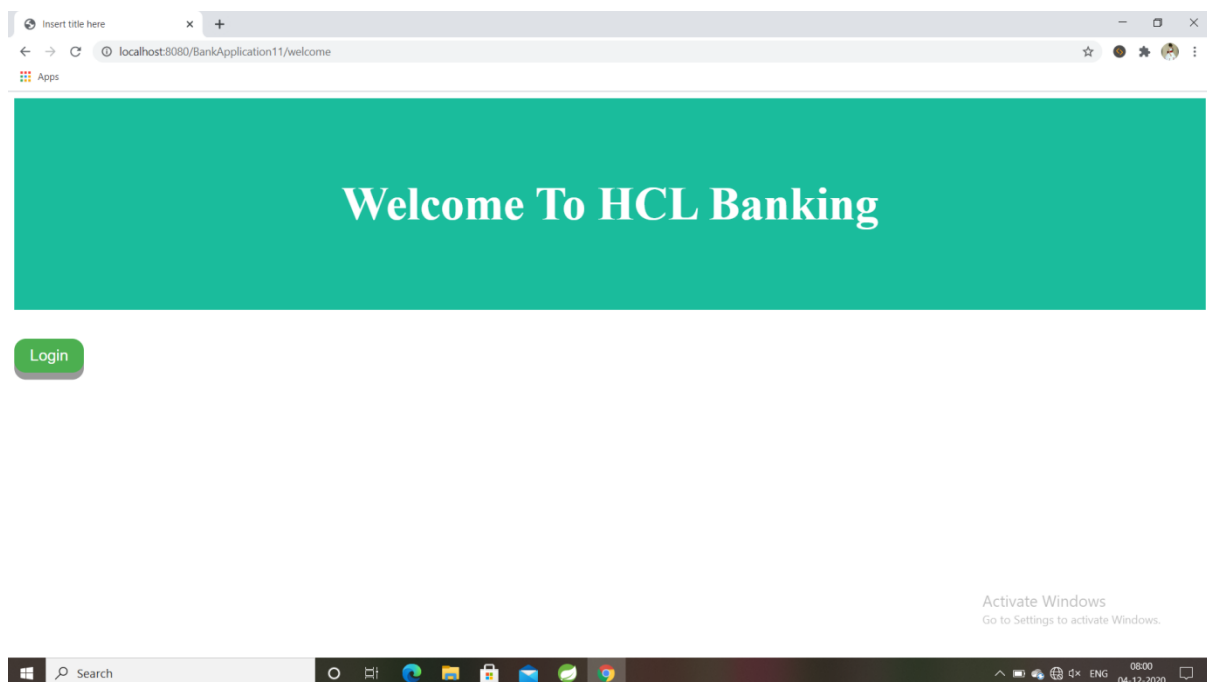 Insert title here
localhost:8080/BankApplication11/welcome
Apps
Welcome To HCL Banking
Login
Activate Windows
Go to Settings to activate Windows.
Search
ENG
08:00
04-12-2020